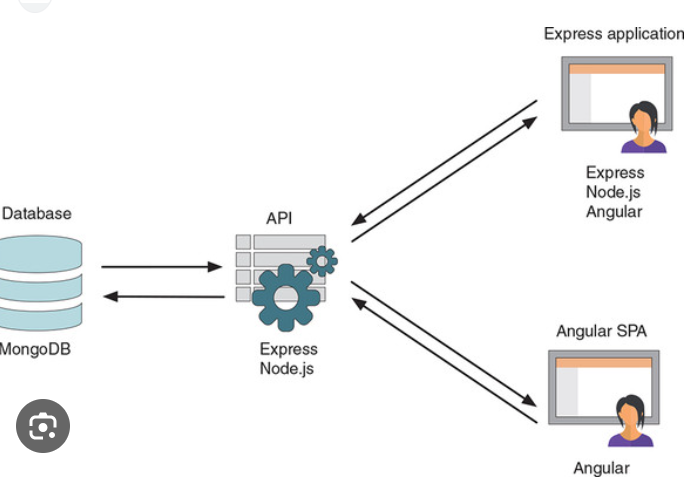 Express application
Express
Node.js
Angular
Database
API
MongoDB
Express
Node.js
Angular SPA
Angular